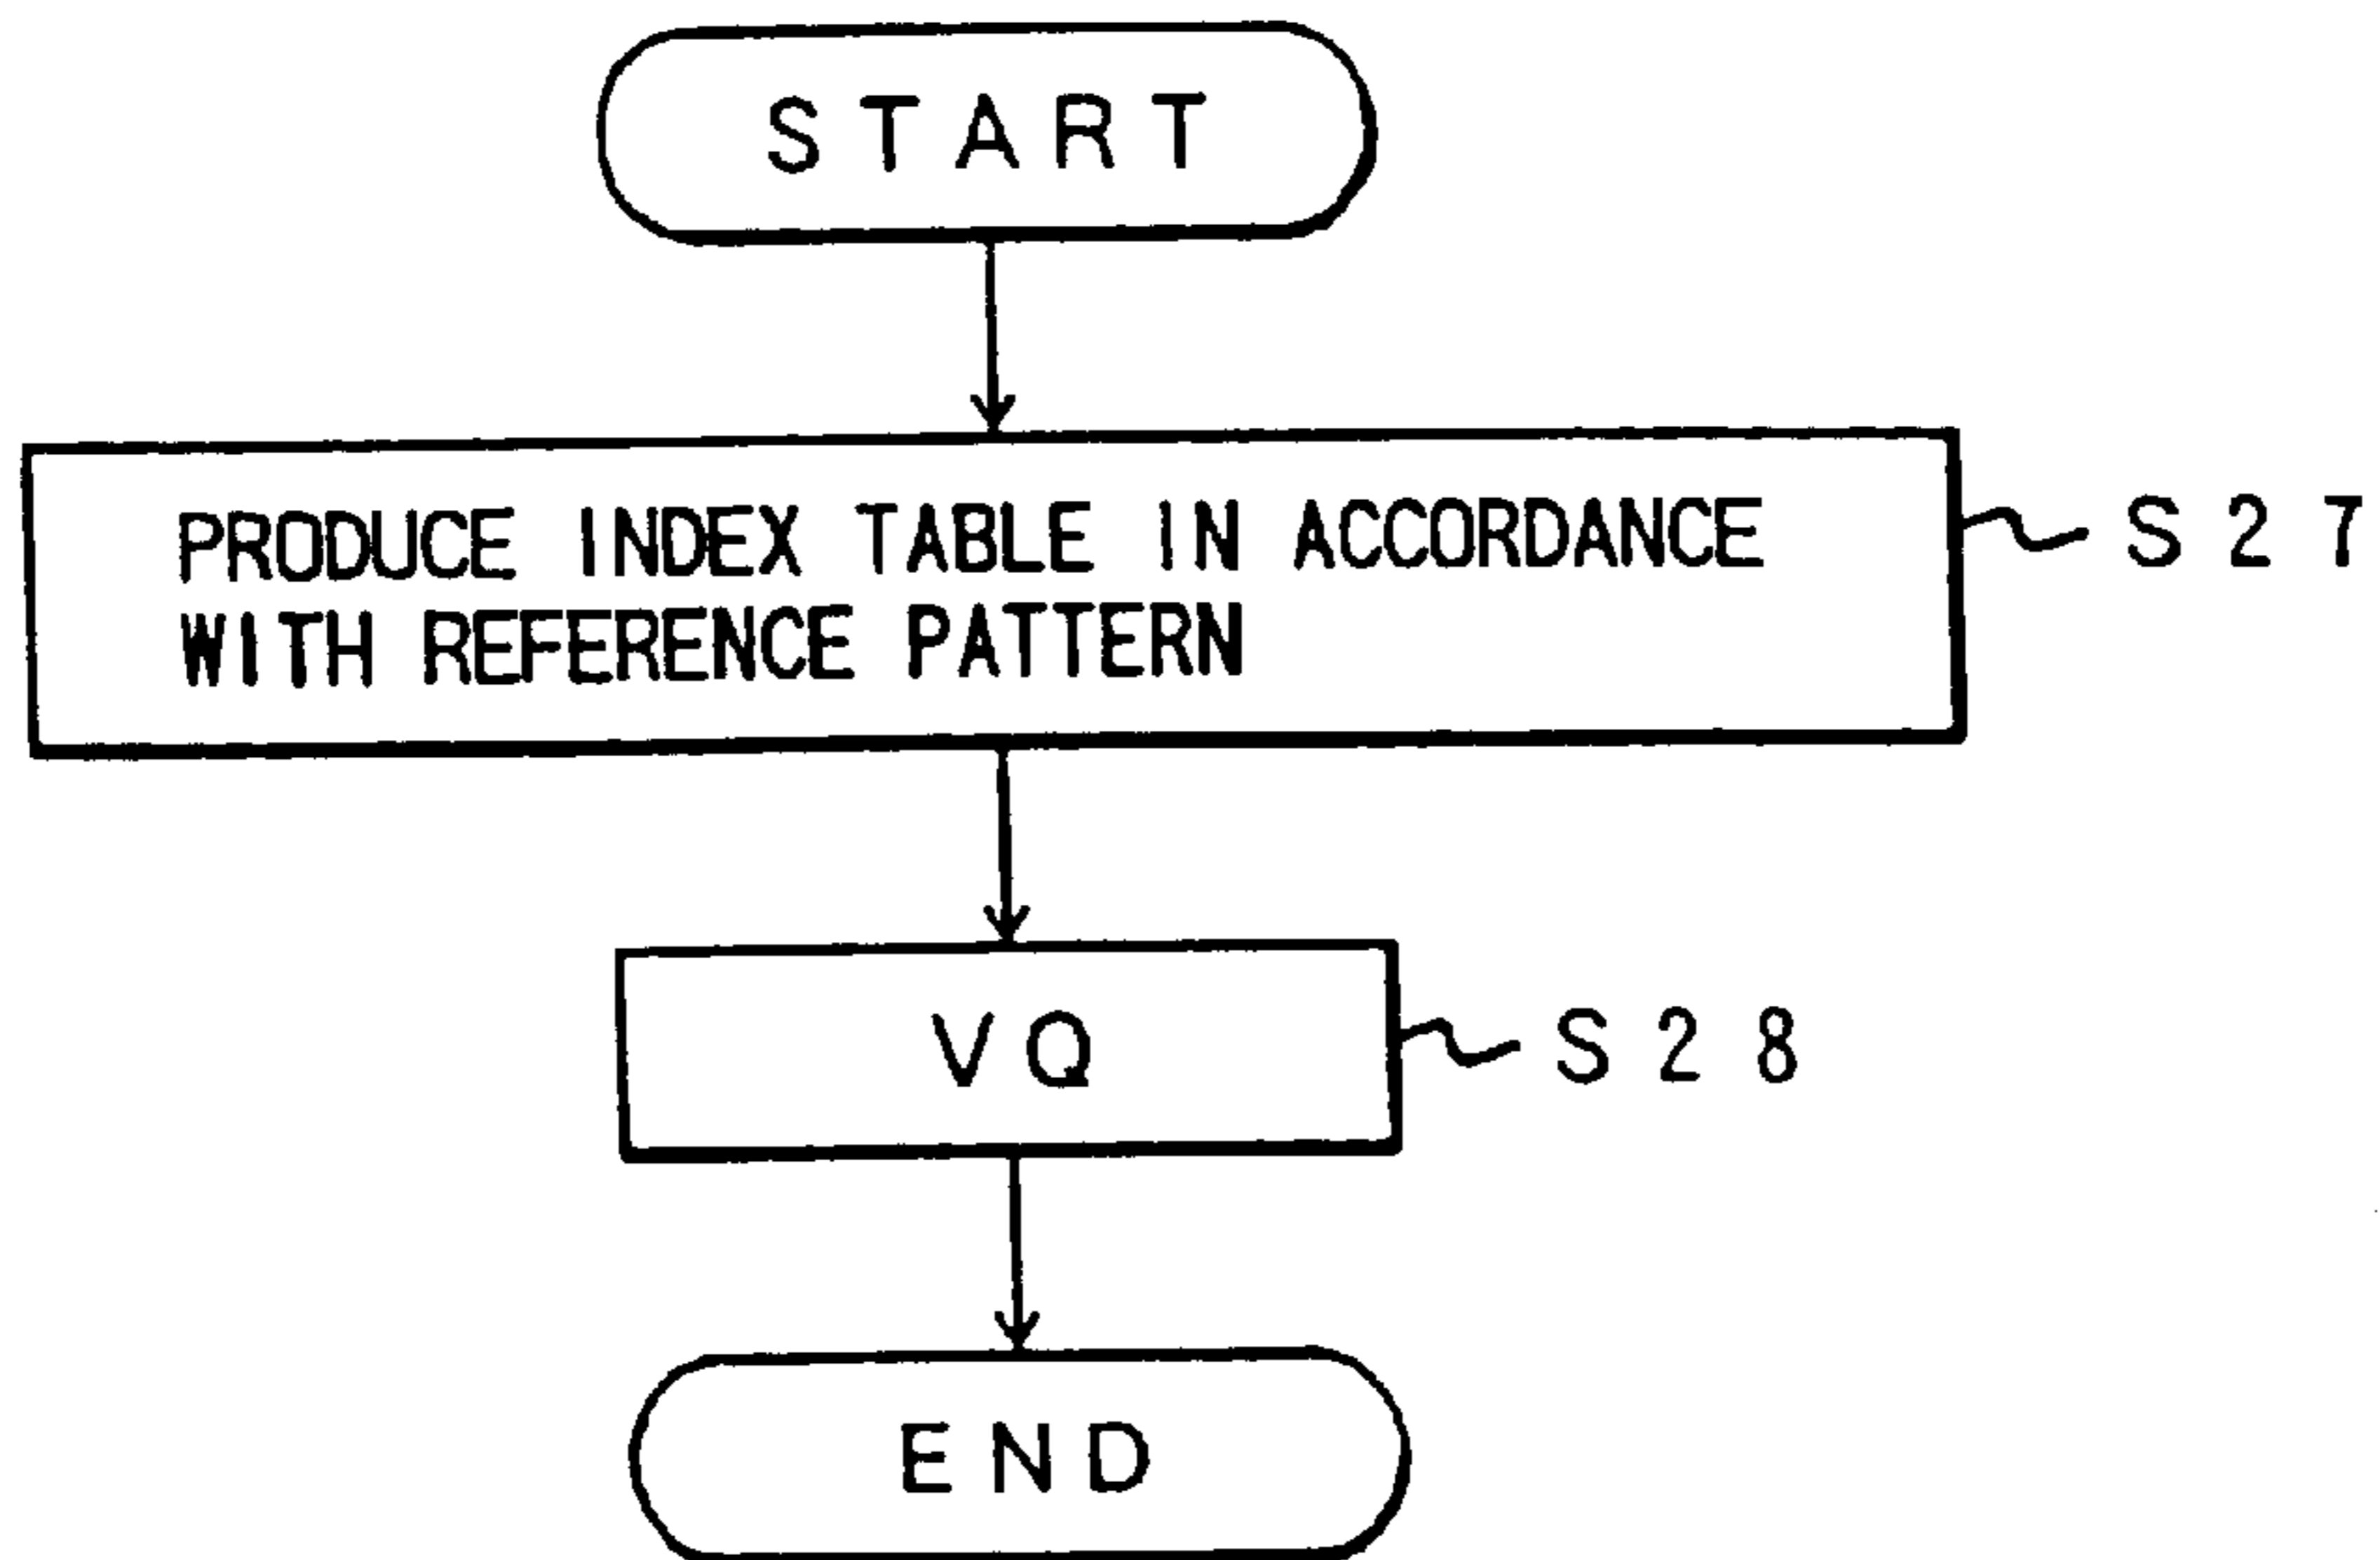 START
PRODUCE INDEX TABLE IN ACCORDANCE
WITH REFERENCE PATTERN
S27
VQ
S28
END